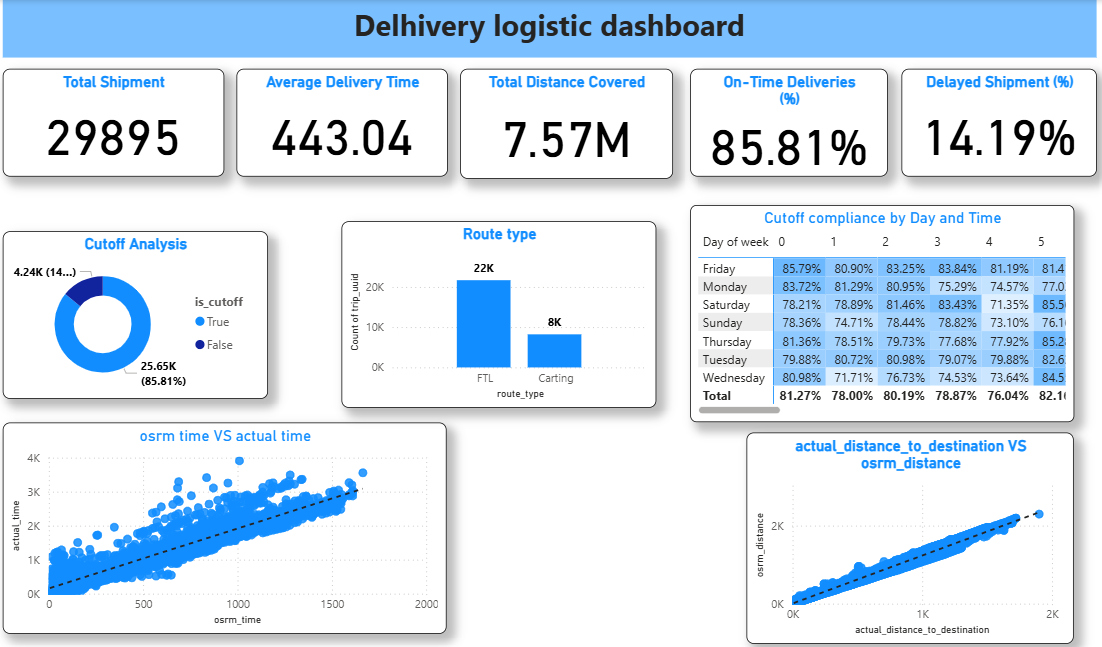 Delhivery logistic dashboard
Total Shipment
29895
Average Delivery Time
443.04
Total Distance Covered
7.57M
On-Time Deliveries
(%)
85.81%
Delayed Shipment (%)
14.19%
Cutoff Analysis
4.24K (14...)
25.65K
(85.81%)
is_cutoff
True
False
Route type
Count of trip_uuid
20K
10K
0K
22K
8K
FTL
Carting
route_type
Cutoff compliance by Day and Time
Day of week 0 1 2 3 4 5
Friday 85.79% 80.90% 83.25% 83.84% 81.19% 81.4
Monday 83.72% 81.29% 80.95% 75.29% 74.57% 77.0
Saturday 78.21% 78.89% 81.46% 83.43% 71.35% 85.5
Sunday 78.36% 74.71% 78.44% 78.82% 73.10% 76.1
Thursday 81.36% 78.51% 79.73% 77.68% 77.92% 85.2
Tuesday 79.88% 80.72% 80.98% 79.07% 79.88% 82.6
Wednesday 80.98% 71.71% 76.73% 74.53% 73.64% 84.5
Total 81.27% 78.00% 80.19% 78.87% 76.04% 82.1
osrm time VS actual time
actual_time
4K
3K
2K
1K
0K
0 500 1000 1500 2000
osrm_time
actual_distance_to_destination VS
osrm_distance
osrm_distance
2K
0K
0K 1K 2K
actual_distance_to_destination